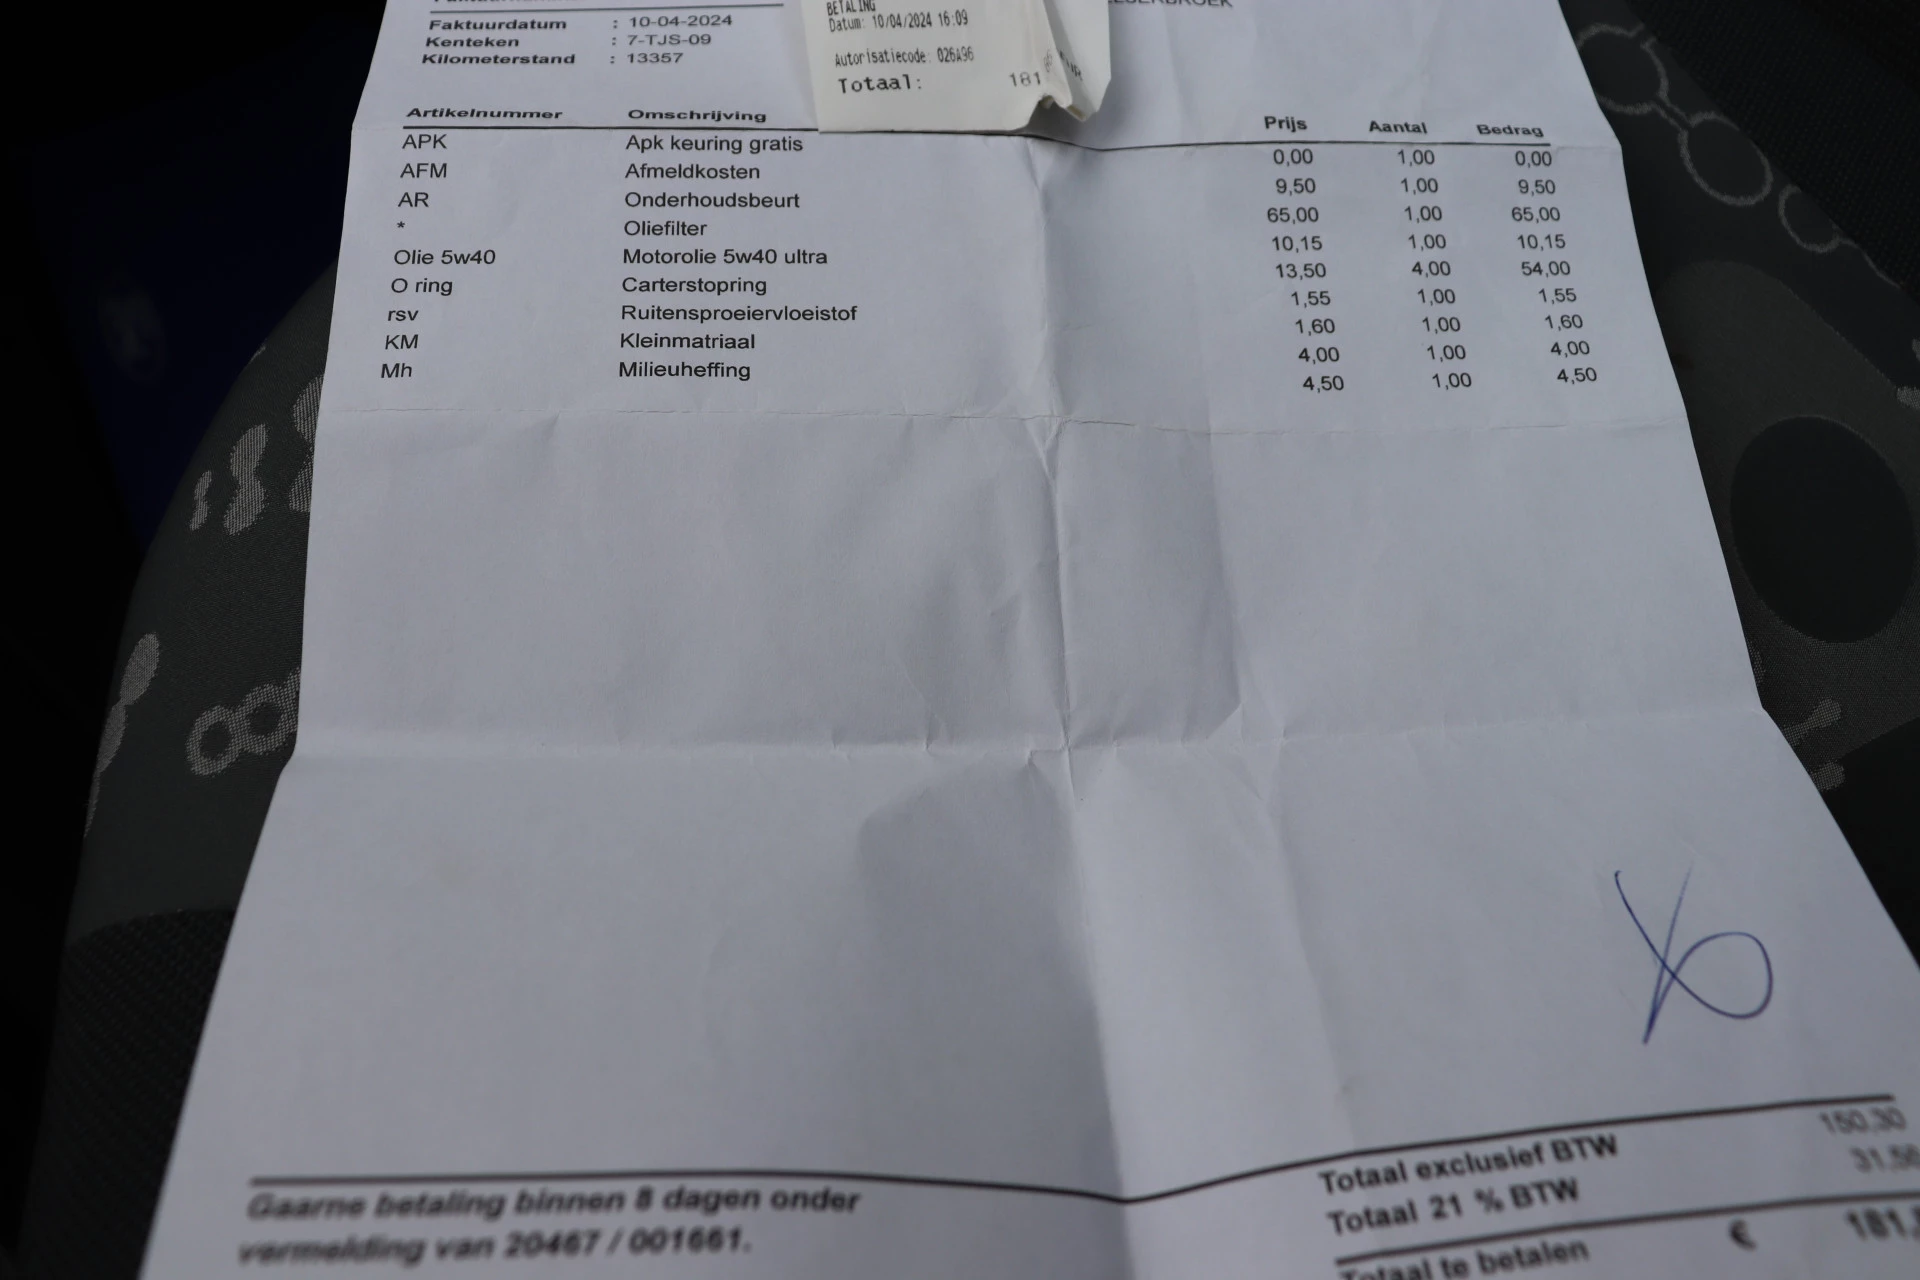 Faktuurdatum : 10-04-2024
Kenteken : 7-TJS-09
Kilometerstand : 13357
BETALING
Datum: 10/04/2024 16:09
Autorisatiecode: 026A96
Totaal: 181
Artikelnummer Omschrijving Prijs Aantal Bedrag
APK Apk keuring gratis 0,00 1,00 0,00
AFM Afmeldkosten 9,50 1,00 9,50
AR Onderhoudsbeurt 65,00 1,00 65,00
* Oliefilter 10,15 1,00 10,15
Olie 5w40 Motorolie 5w40 ultra 13,50 4,00 54,00
O ring Carterstopring 1,55 1,00 1,55
rsv Ruitensproeiervloeistof 1,60 1,00 1,60
KM Kleinmatriaal 4,00 1,00 4,00
Mh Milieuheffing 4,50 1,00 4,50
Gaarne betaling binnen 8 dagen onder
vermelding van 20467 / 001661.
Totaal exclusief BTW 150,30
Totaal 21 % BTW 31,56
Totaal te betalen € 181,